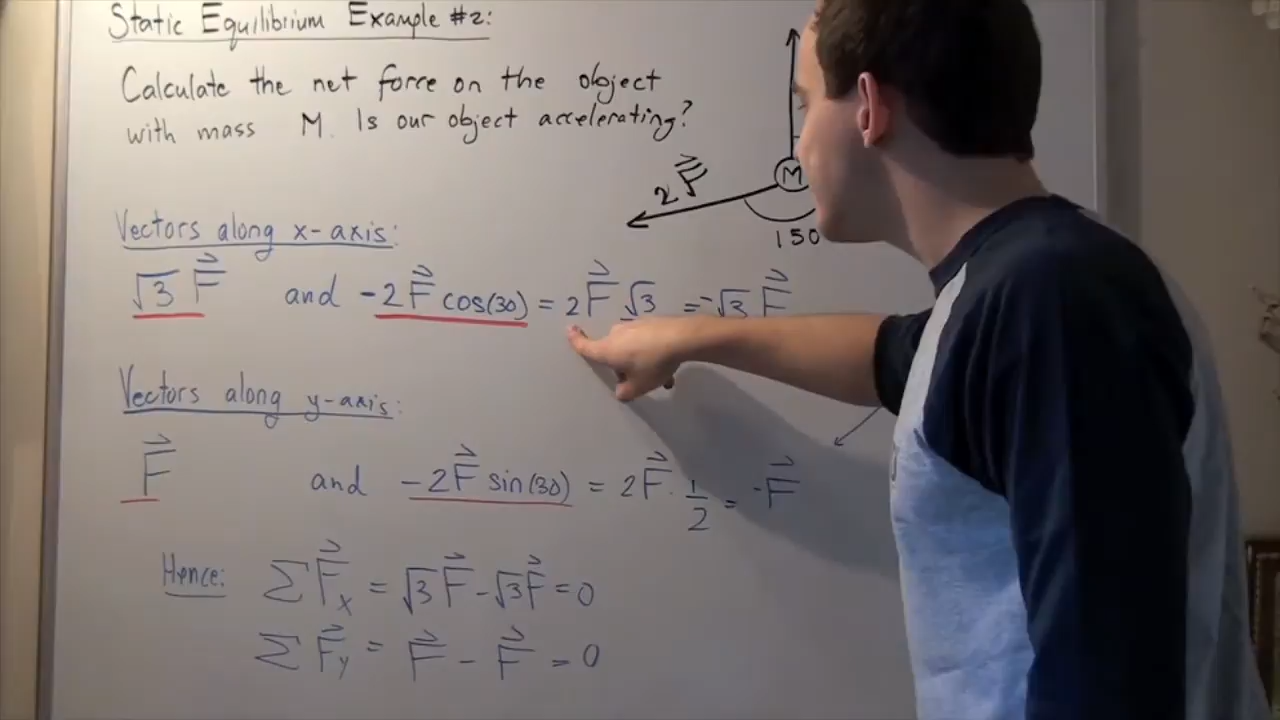 Static Equilibrium Example #2:
Calculate the net force on the object
with mass M. Is our object accelerating?
M
2F⃗
150
Vectors along x-axis:
√3 F⃗ and -2F⃗ cos(30) = 2F⃗ √3 = -√3 F⃗
Vectors along y-axis:
F⃗ and -2F⃗ sin(30) = 2F⃗ · 1/2 = -F⃗
Hence: ΣF⃗x = √3 F⃗ - √3 F⃗ = 0
ΣF⃗y = F⃗ - F⃗ = 0